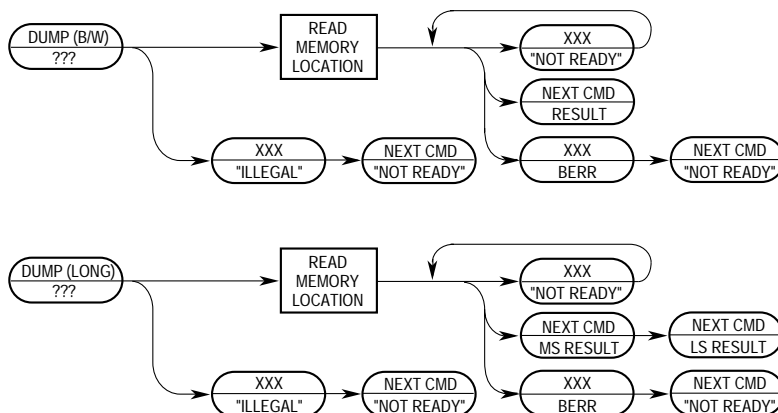 DUMP (B/W)
???
READ
MEMORY
LOCATION
XXX
"NOT READY"
NEXT CMD
RESULT
XXX
"ILLEGAL"
NEXT CMD
"NOT READY"
XXX
BERR
NEXT CMD
"NOT READY"
DUMP (LONG)
???
READ
MEMORY
LOCATION
XXX
"NOT READY"
NEXT CMD
MS RESULT
NEXT CMD
LS RESULT
XXX
"ILLEGAL"
NEXT CMD
"NOT READY"
XXX
BERR
NEXT CMD
"NOT READY"